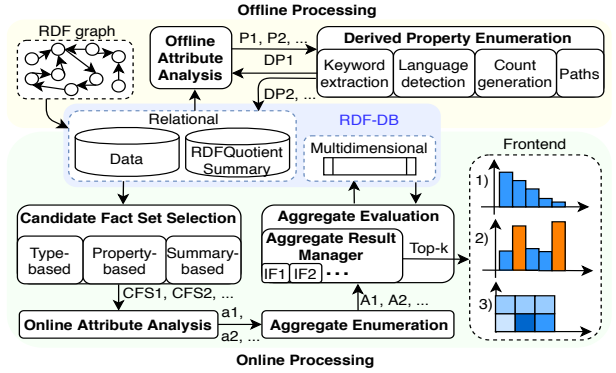 Offline Processing
RDF graph
Offline
Attribute
Analysis
P1, P2, ...
DP1
DP2, ...
Derived Property Enumeration
Keyword
extraction
Language
detection
Count
generation
Paths
Relational
RDF-DB
Data
RDFQuotient
Summary
Multidimensional
Frontend
1)
2)
3)
Candidate Fact Set Selection
Type-
based
Property-
based
Summary-
based
CFS1, CFS2, ...
Online Attribute Analysis
a1,
a2, ...
Aggregate Evaluation
Aggregate Result
Manager
IF1
IF2
...
Top-k
A1, A2, ...
Aggregate Enumeration
Online Processing